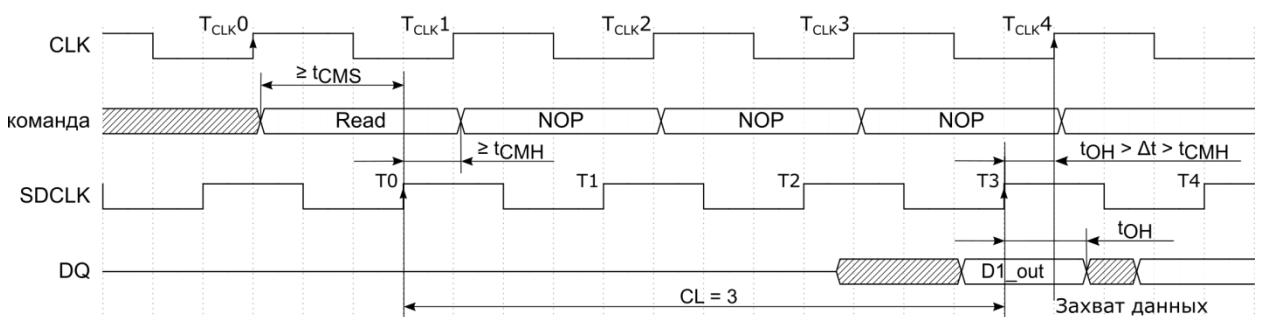 T_CLK0 T_CLK1 T_CLK2 T_CLK3 T_CLK4
CLK
≥ t_CMS
команда Read NOP NOP NOP
≥ t_CMH t_OH > Δt > t_CMH
T0 T1 T2 T3 T4
SDCLK
t_OH
DQ D1_out
CL = 3
Захват данных